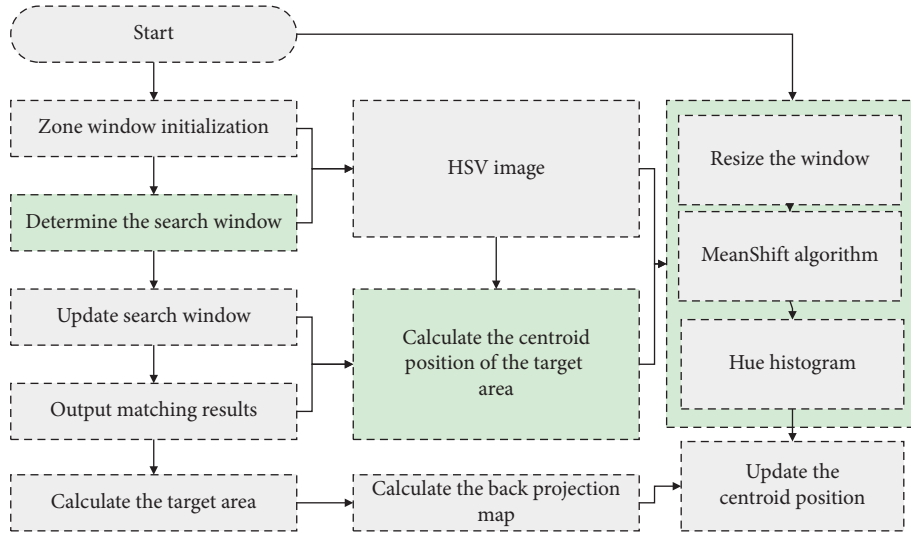 Start
Zone window initialization
Determine the search window
Update search window
Output matching results
Calculate the target area
HSV image
Calculate the centroid
position of the target
area
Calculate the back projection
map
Resize the window
MeanShift algorithm
Hue histogram
Update the
centroid position